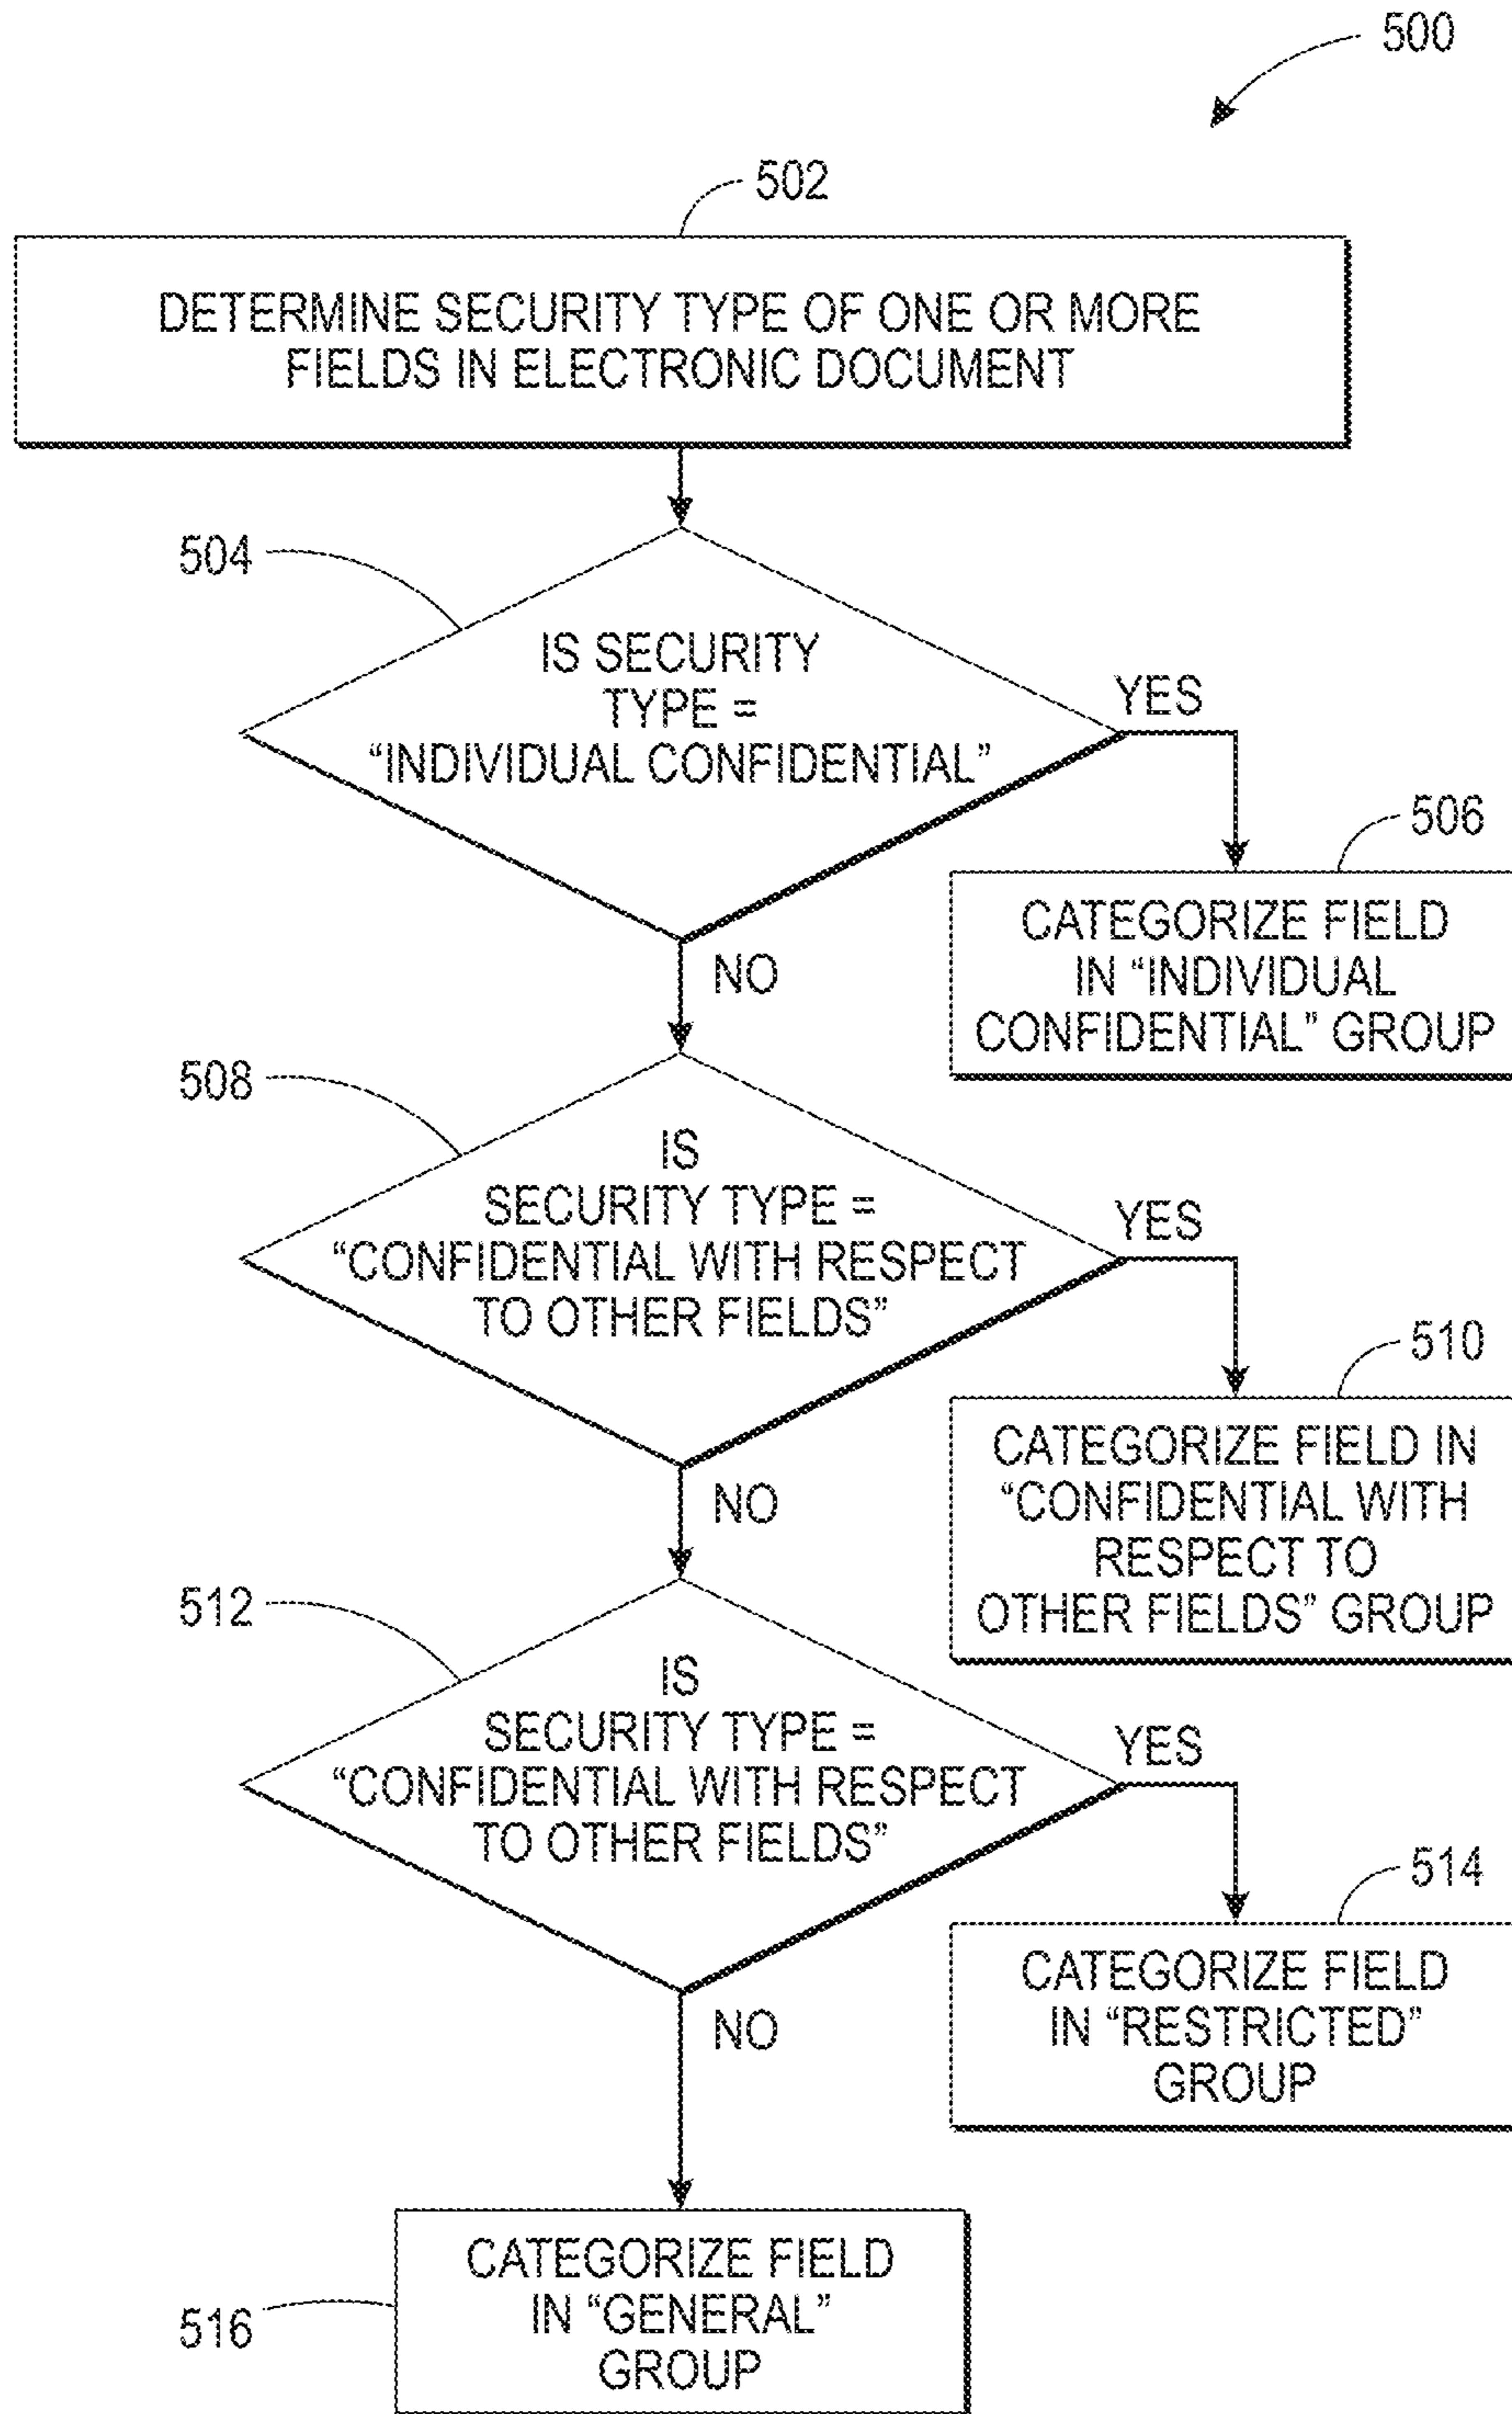 500
502
DETERMINE SECURITY TYPE OF ONE OR MORE
FIELDS IN ELECTRONIC DOCUMENT
504
IS SECURITY
TYPE =
“INDIVIDUAL CONFIDENTIAL”
YES
506
CATEGORIZE FIELD
IN “INDIVIDUAL
CONFIDENTIAL” GROUP
NO
508
IS
SECURITY TYPE =
“CONFIDENTIAL WITH RESPECT
TO OTHER FIELDS”
YES
510
CATEGORIZE FIELD IN
“CONFIDENTIAL WITH
RESPECT TO
OTHER FIELDS” GROUP
NO
512
IS
SECURITY TYPE =
“CONFIDENTIAL WITH RESPECT
TO OTHER FIELDS”
YES
514
CATEGORIZE FIELD
IN “RESTRICTED”
GROUP
NO
516
CATEGORIZE FIELD
IN “GENERAL”
GROUP